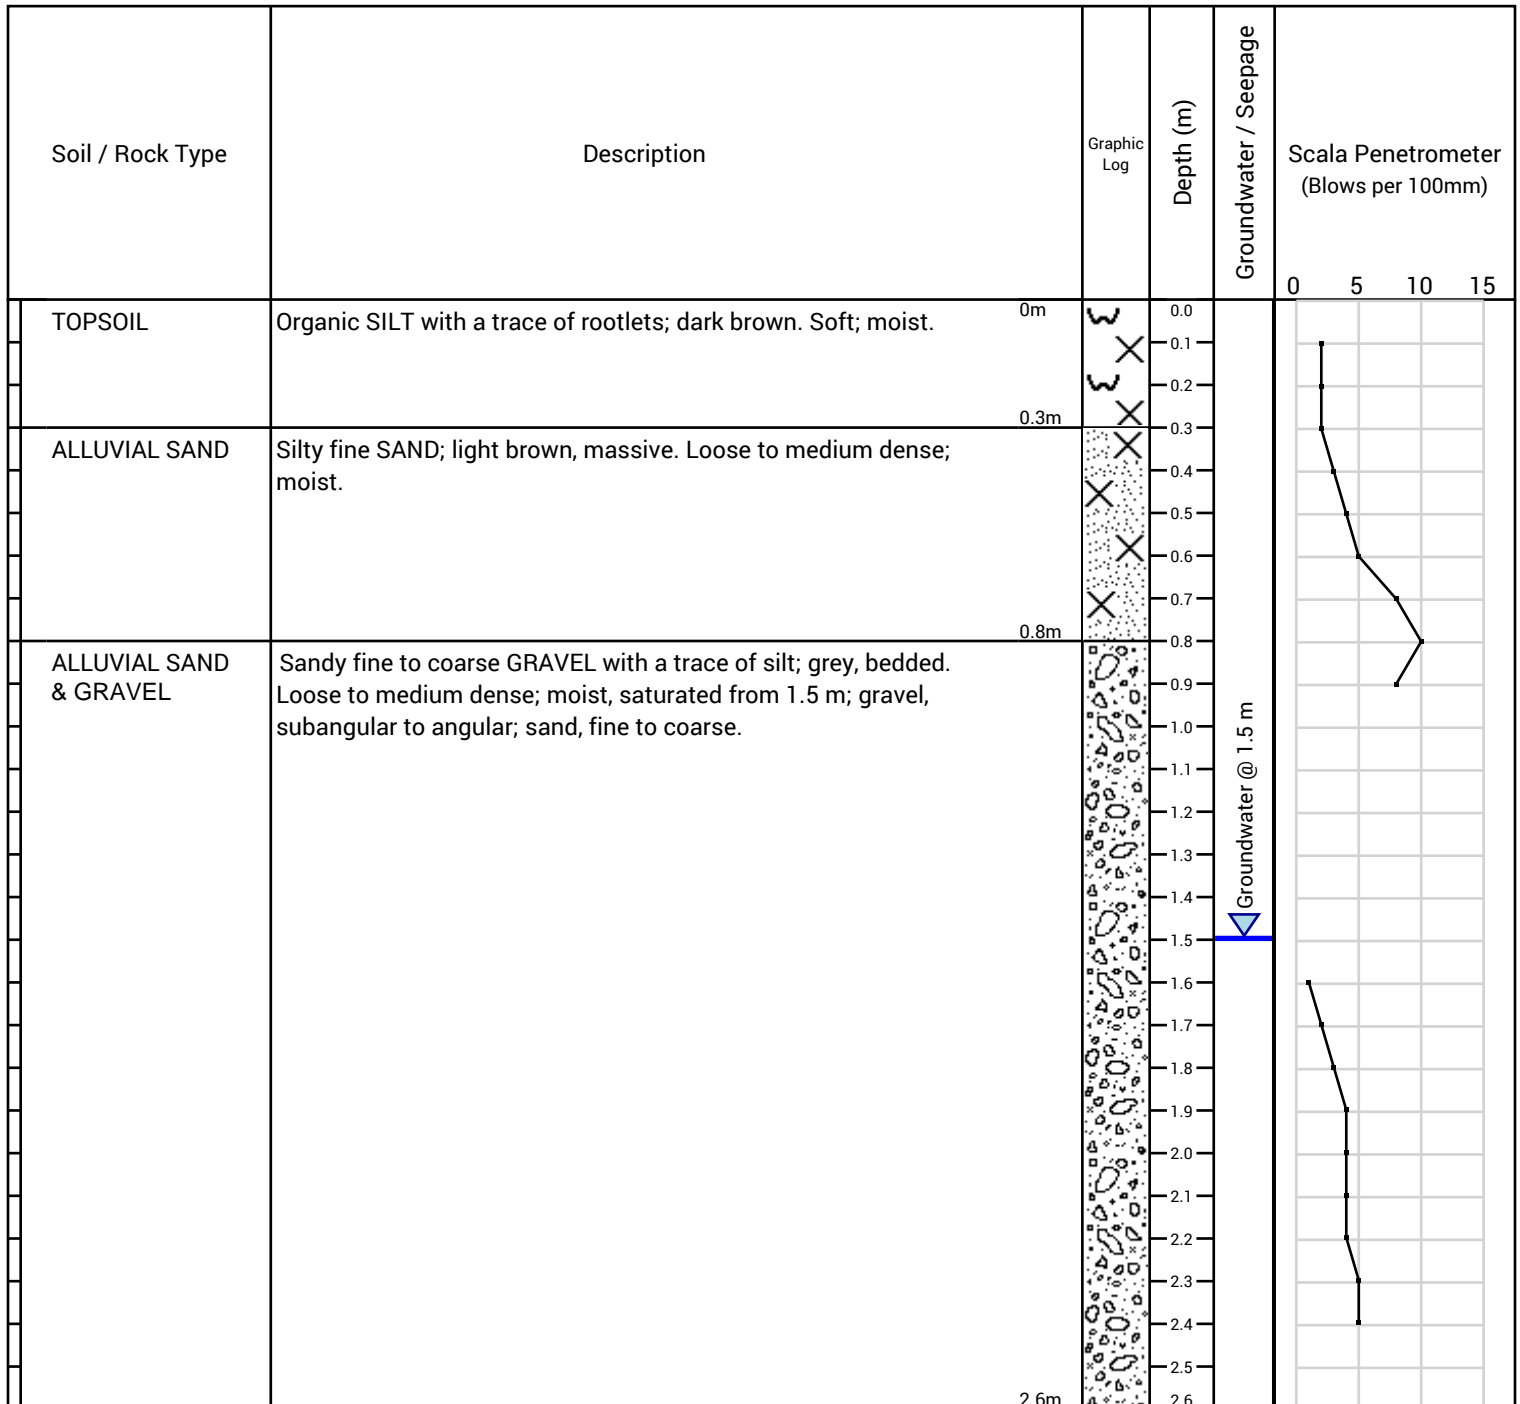 Soil / Rock Type
Description
Graphic
Log
Depth (m)
Groundwater / Seepage
Scala Penetrometer
(Blows per 100mm)
0 5 10 15
TOPSOIL
Organic SILT with a trace of rootlets; dark brown. Soft; moist.
0m
0.3m
ALLUVIAL SAND
Silty fine SAND; light brown, massive. Loose to medium dense;
moist.
0.8m
ALLUVIAL SAND
& GRAVEL
Sandy fine to coarse GRAVEL with a trace of silt; grey, bedded.
Loose to medium dense; moist, saturated from 1.5 m; gravel,
subangular to angular; sand, fine to coarse.
2.6m
0.0
0.1
0.2
0.3
0.4
0.5
0.6
0.7
0.8
0.9
1.0
1.1
1.2
1.3
1.4
1.5
1.6
1.7
1.8
1.9
2.0
2.1
2.2
2.3
2.4
2.5
2.6
Groundwater @ 1.5 m